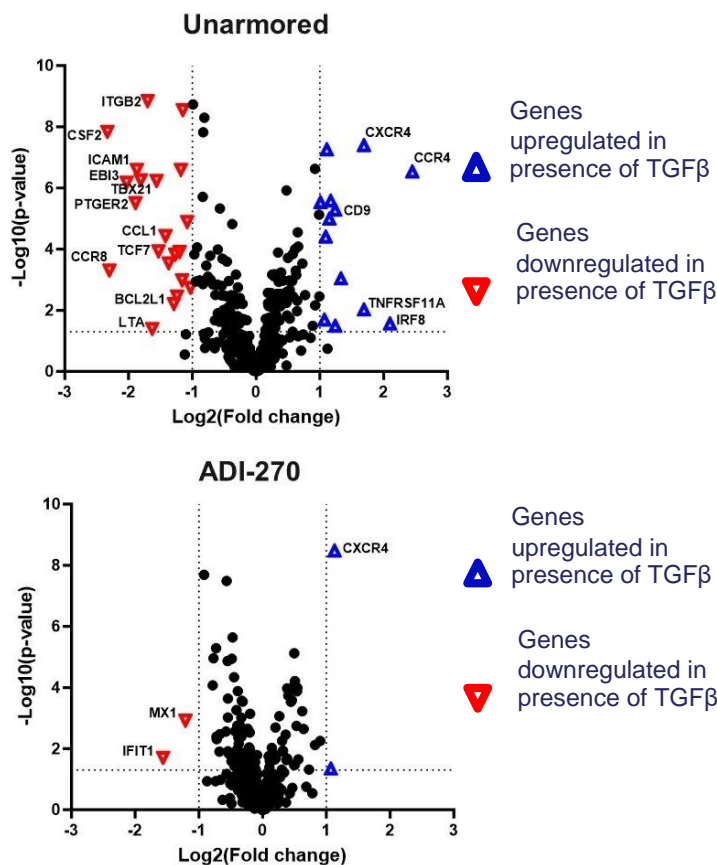 Unarmored
10
8
6
4
2
0
-3
-2
-1
0
1
2
3
-Log10(p-value)
Log2(Fold change)
ITGB2
CSF2
ICAM1
EBI3
TBX21
PTGER2
CCL1
TCF7
CCR8
BCL2L1
LTA
CXCR4
CCR4
CD9
TNFRSF11A
IRF8
Genes
upregulated in
presence of TGFβ
Genes
downregulated in
presence of TGFβ
ADI-270
10
8
6
4
2
0
-3
-2
-1
0
1
2
3
-Log10(p-value)
Log2(Fold change)
CXCR4
MX1
IFIT1
Genes
upregulated in
presence of TGFβ
Genes
downregulated in
presence of TGFβ